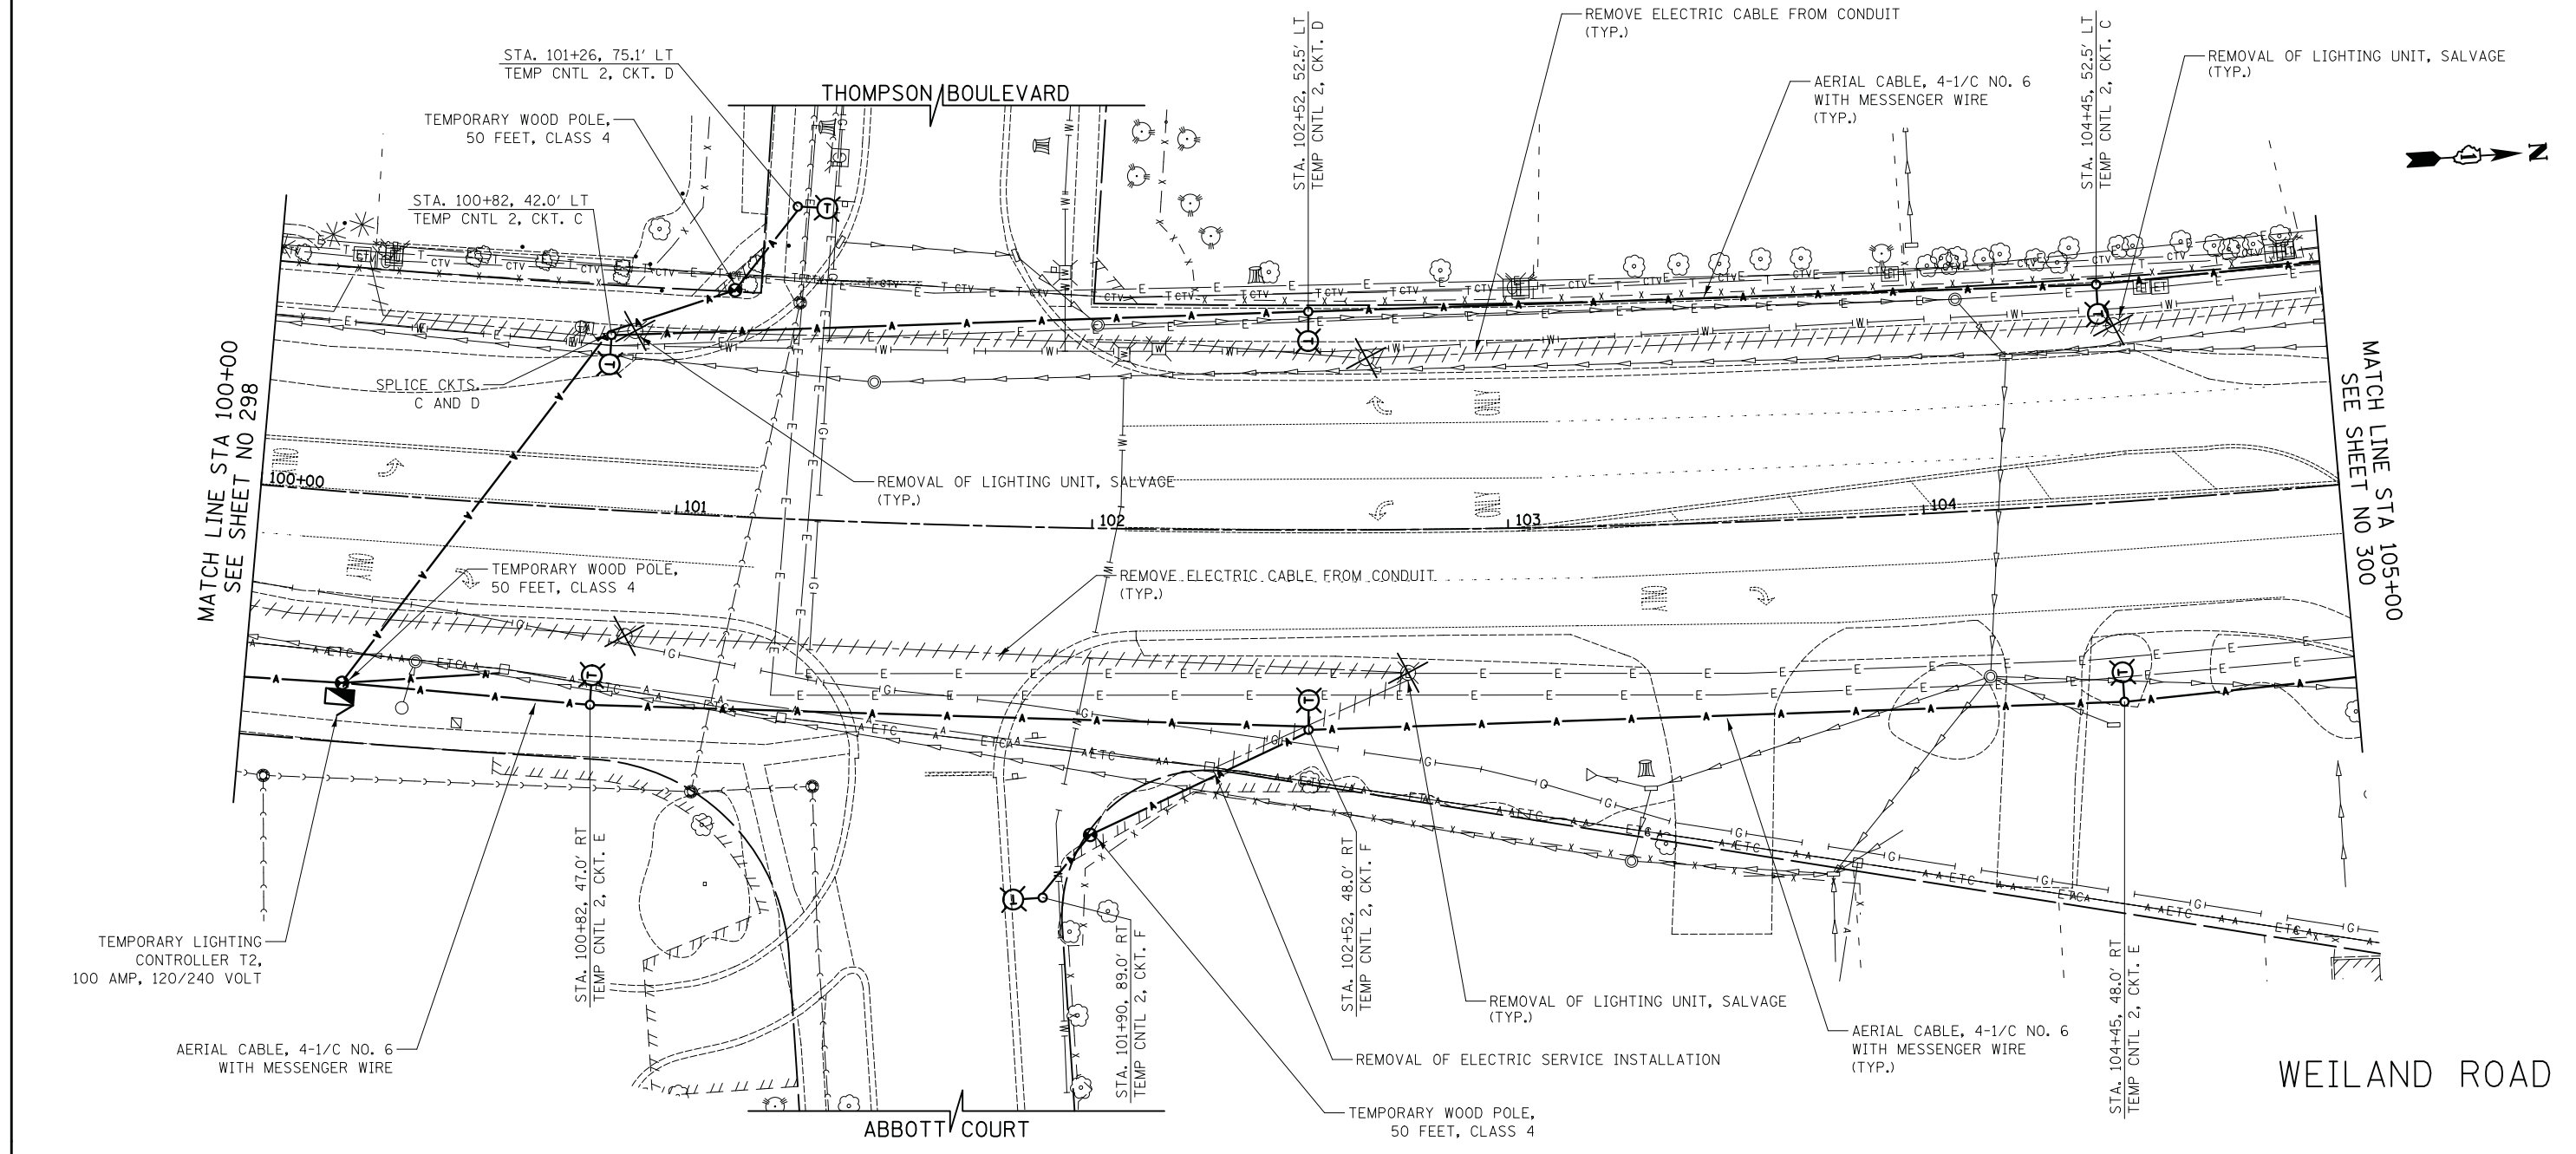 REMOVE ELECTRIC CABLE FROM CONDUIT
(TYP.)
STA. 101+26, 75.1' LT
TEMP CNTL 2, CKT. D
STA. 102+52, 52.5' LT
TEMP CNTL 2, CKT. D
STA. 104+45, 52.5' LT
TEMP CNTL 2, CKT. C
REMOVAL OF LIGHTING UNIT, SALVAGE
(TYP.)
AERIAL CABLE, 4-1/C NO. 6
WITH MESSENGER WIRE
(TYP.)
THOMPSON BOULEVARD
TEMPORARY WOOD POLE,
50 FEET, CLASS 4
N
STA. 100+82, 42.0' LT
TEMP CNTL 2, CKT. C
SPLICE CKTS.
C AND D
MATCH LINE STA 100+00
SEE SHEET NO 298
MATCH LINE STA 105+00
SEE SHEET NO 300
100+00
101
102
103
104
REMOVAL OF LIGHTING UNIT, SALVAGE
(TYP.)
TEMPORARY WOOD POLE,
50 FEET, CLASS 4
REMOVE ELECTRIC CABLE FROM CONDUIT
(TYP.)
TEMPORARY LIGHTING
CONTROLLER T2,
100 AMP, 120/240 VOLT
STA. 100+82, 47.0' RT
TEMP CNTL 2, CKT. E
STA. 101+90, 89.0' RT
TEMP CNTL 2, CKT. F
STA. 102+52, 48.0' RT
TEMP CNTL 2, CKT. F
STA. 104+45, 48.0' RT
TEMP CNTL 2, CKT. E
REMOVAL OF LIGHTING UNIT, SALVAGE
(TYP.)
AERIAL CABLE, 4-1/C NO. 6
WITH MESSENGER WIRE
(TYP.)
AERIAL CABLE, 4-1/C NO. 6
WITH MESSENGER WIRE
REMOVAL OF ELECTRIC SERVICE INSTALLATION
TEMPORARY WOOD POLE,
50 FEET, CLASS 4
ABBOTT COURT
WEILAND ROAD